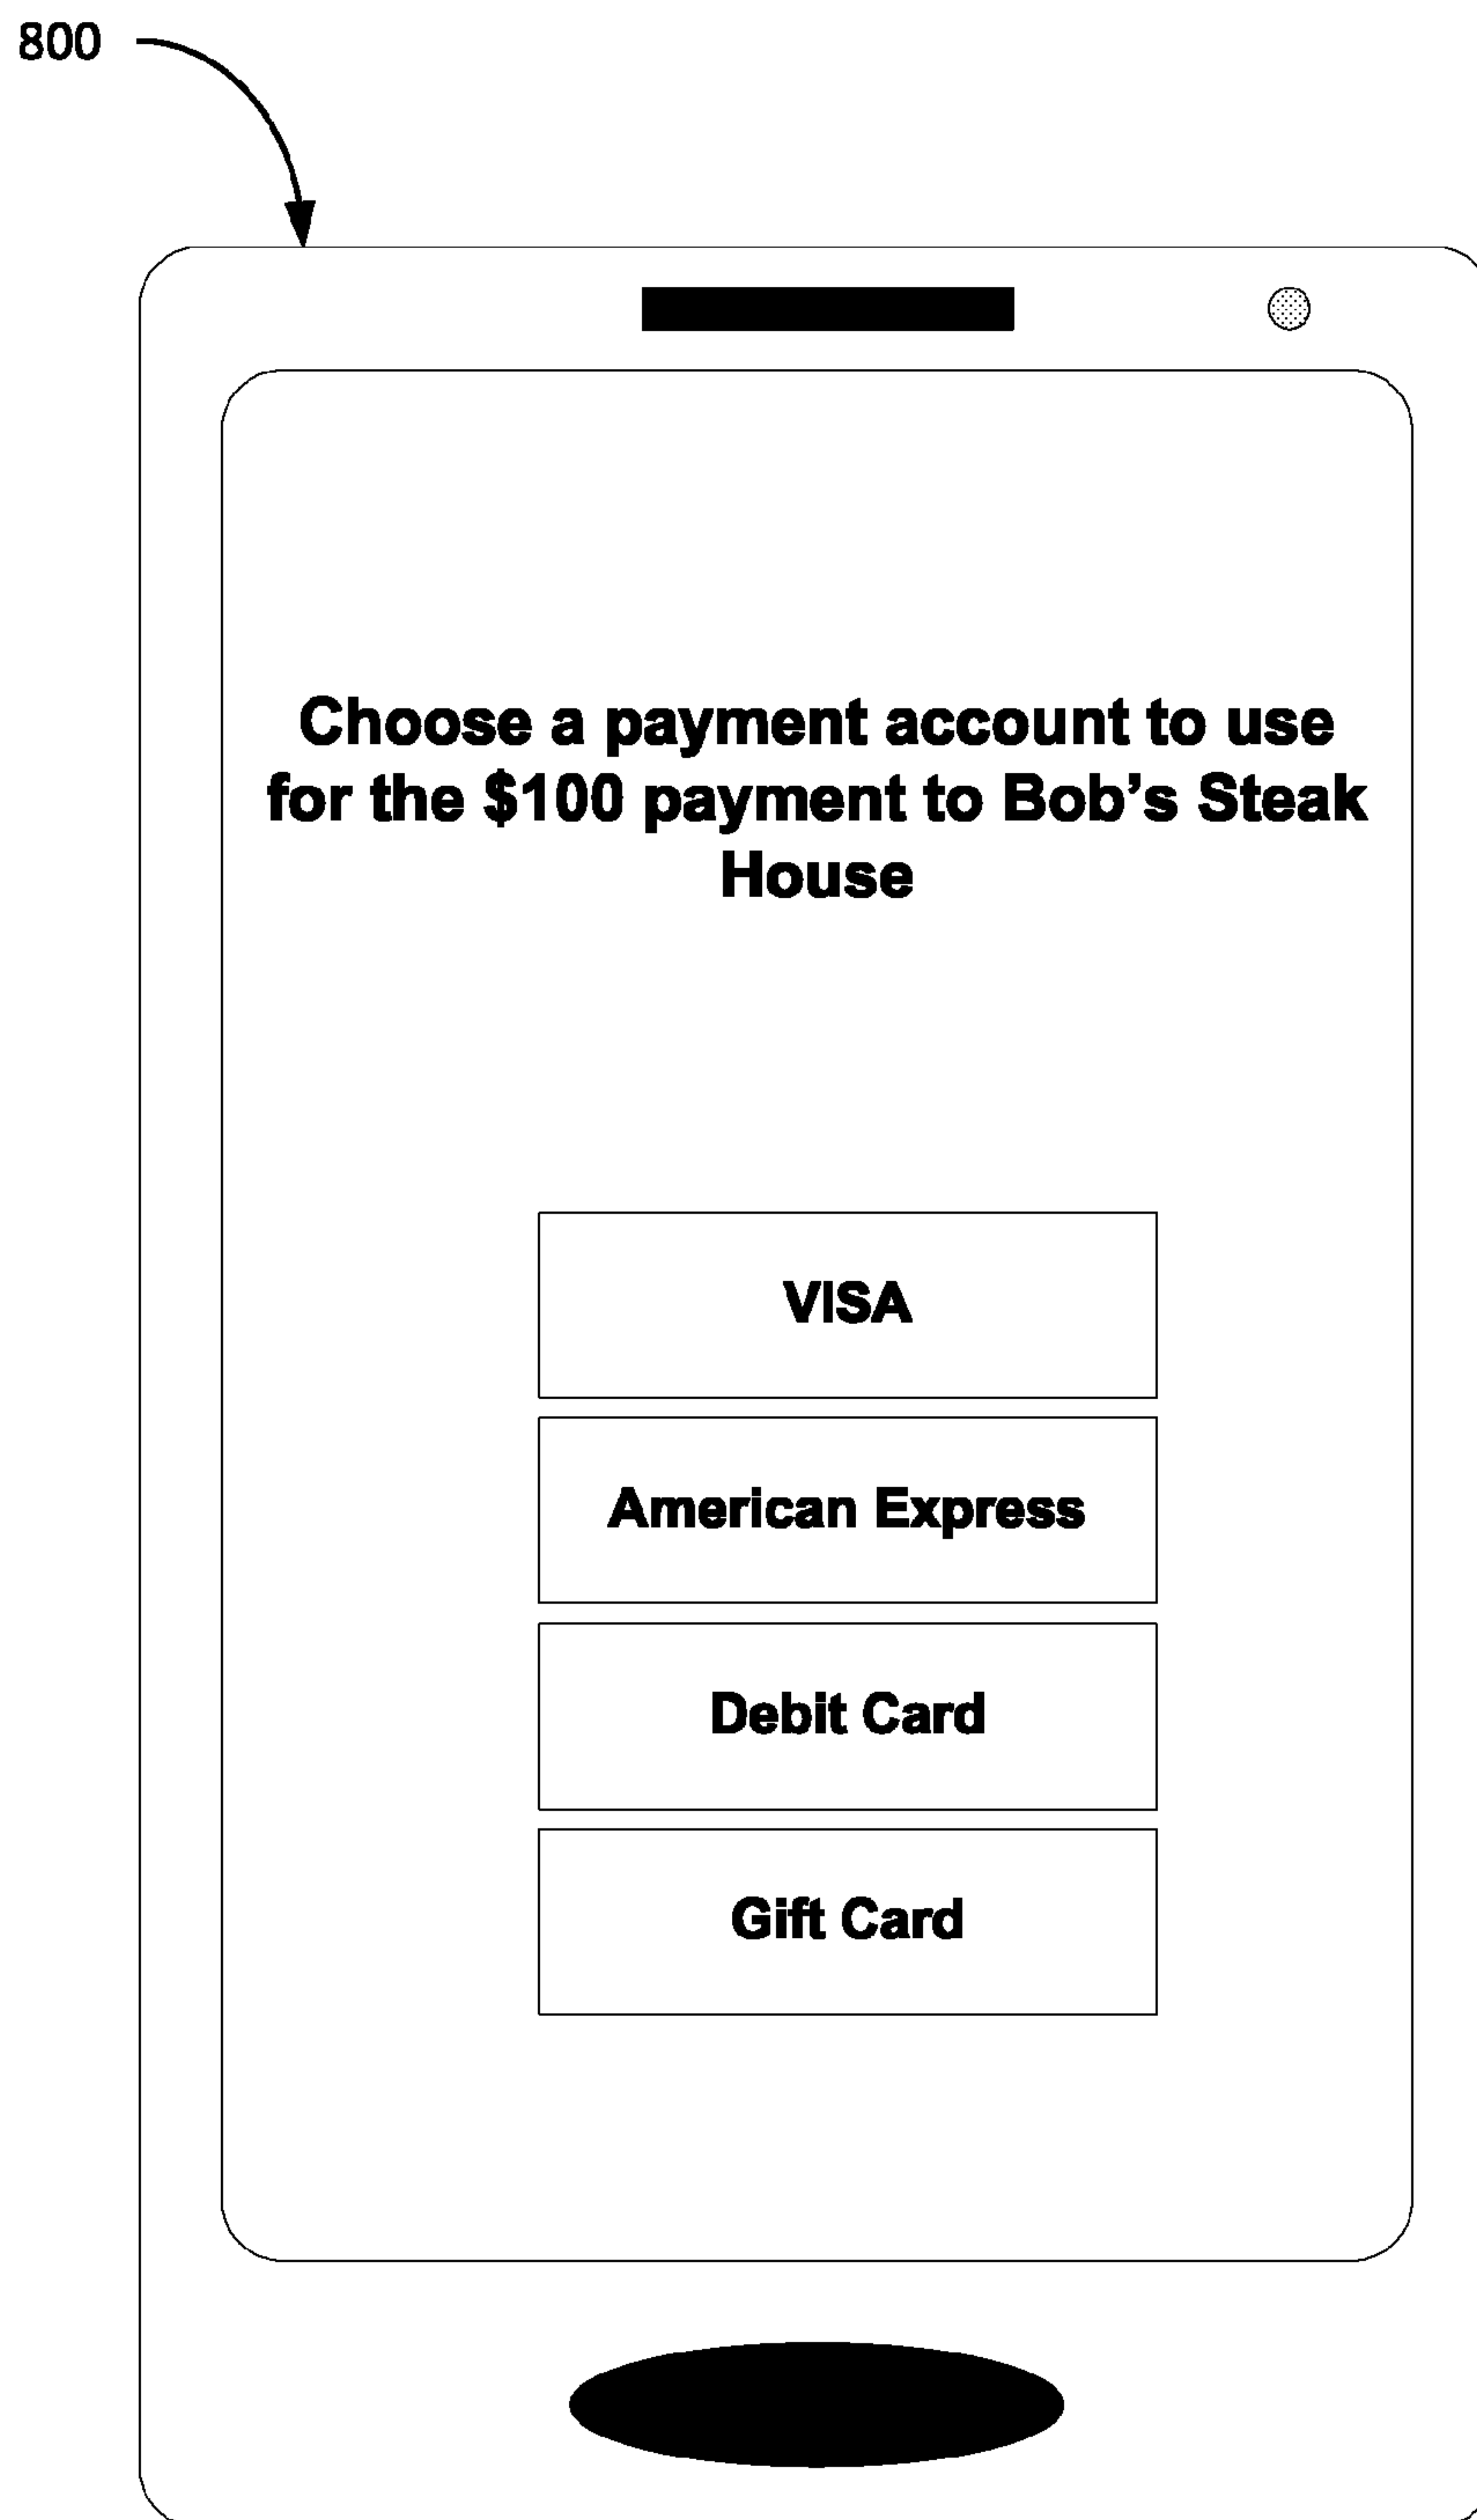 800
Choose a payment account to use
for the $100 payment to Bob’s Steak
House
VISA
American Express
Debit Card
Gift Card